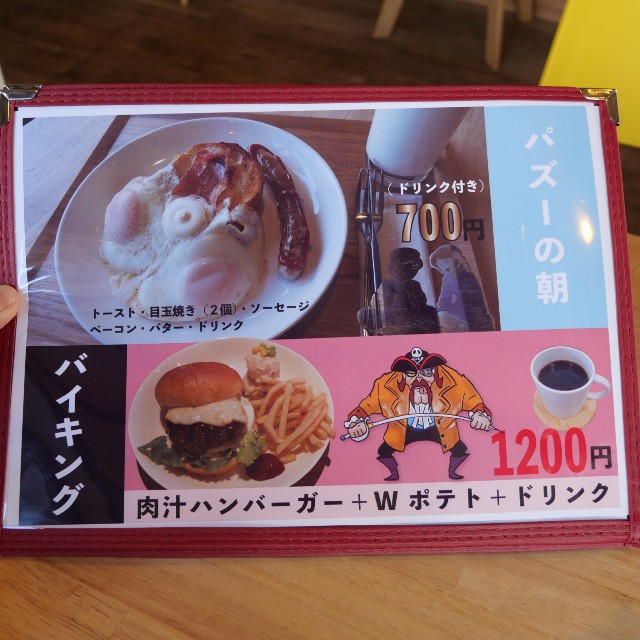 パズーの朝
(ドリンク付き)
700円
トースト・目玉焼き(2個)・ソーセージ
ベーコン・バター・ドリンク
バイキング
1200円
肉汁ハンバーガー+Wポテト+ドリンク